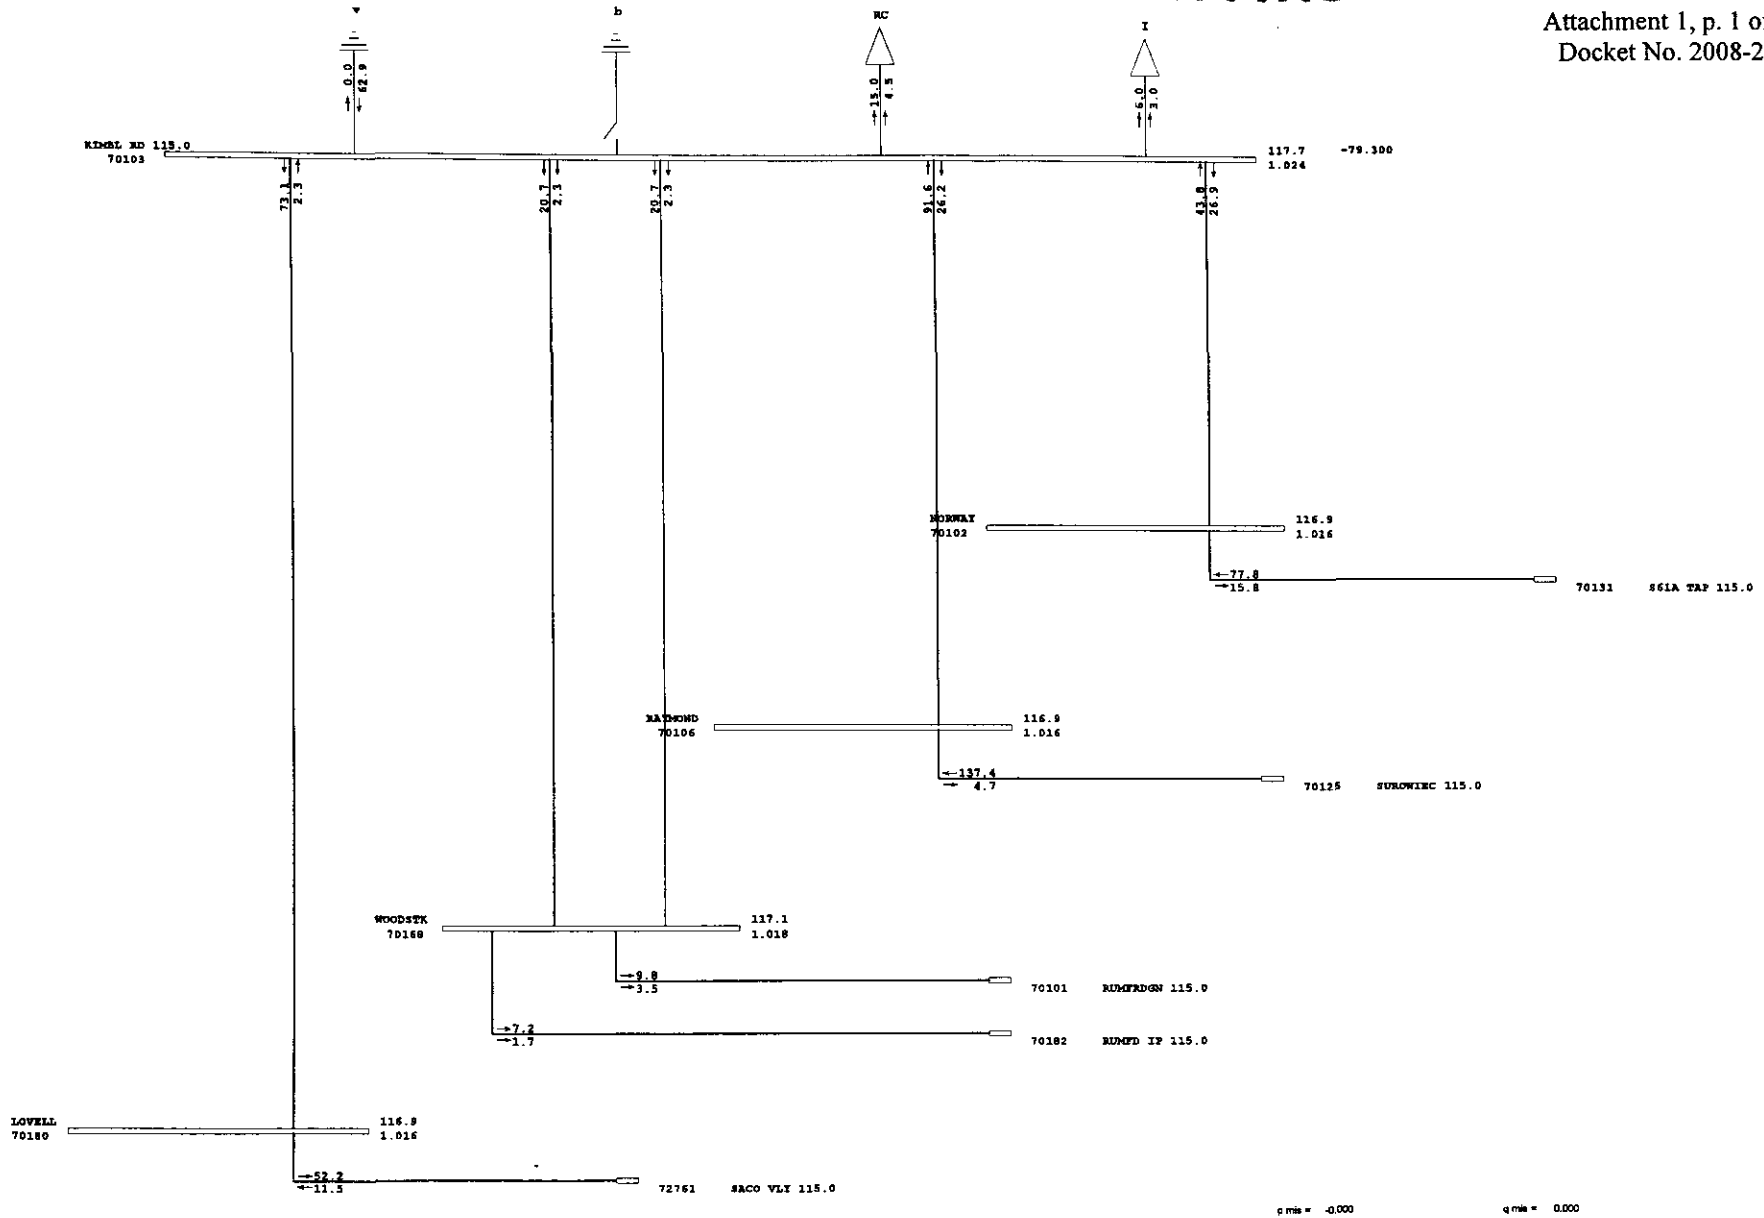 Attachment 1, p. 1 o
Docket No. 2008-2
v
b
RC
I
0.0
62.9
15.0
4.5
6.0
3.0
KIMBL RD 115.0
70103
117.7 -79.300
1.024
73.1
2.3
20.7
2.3
20.7
2.3
91.6
26.2
43.8
26.9
NORWAY
70102
116.9
1.016
77.8
15.8
70131 S61A TAP 115.0
RAYMOND
70106
116.9
1.016
137.4
4.7
70125 SUROWIEC 115.0
WOODSTK
70168
117.1
1.018
9.8
3.5
70101 RUMFRDGN 115.0
7.2
1.7
70182 RUMFD IP 115.0
LOVELL
70180
116.9
1.016
52.2
11.5
72761 SACO VLY 115.0
p mis = -0.000 q mis = 0.000